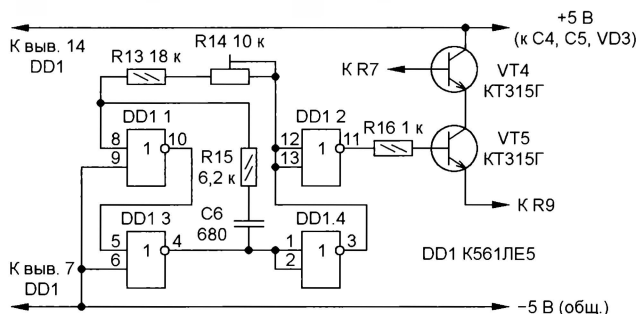 +5 В
(к C4, C5, VD3)
К выв. 14
DD1
R13 18 к
R14 10 к
К R7
VT4
КТ315Г
DD1 1
8
9
1
10
R15
6,2 к
DD1 2
12
13
1
11
R16 1 к
VT5
КТ315Г
C6
680
К R9
DD1 3
5
6
1
4
DD1.4
1
2
1
3
DD1 К561ЛЕ5
К выв. 7
DD1
−5 В (общ.)